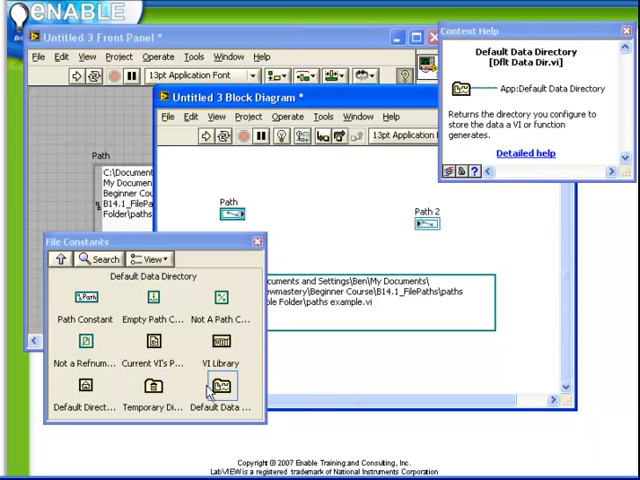 eNABLE
Untitled 3 Front Panel *
File Edit View Project Operate Tools Window Help
13pt Application Font
Path
C:\Docum
My Docum
Beginner Course
B14.1_FilePaths
Folder\paths
Untitled 3 Block Diagram *
File Edit View Project Operate Tools Window Help
13pt Application
Path
Path 2
ocuments and Settings\Ben\My Documents\
ewmastery\Beginner Course\B14.1_FilePaths\paths
ple Folder\paths example.vi
Context Help
Default Data Directory
[Dflt Data Dir.vi]
App:Default Data Directory
Returns the directory you configure to
store the data a VI or function
generates.
Detailed help
File Constants
Search View
Default Data Directory
Path
Path Constant Empty Path C... Not A Path C...
Not a Refnum... Current VI's P... VI Library
Default Direct... Temporary Di... Default Data ...
Copyright © 2007 Enable Training and Consulting, Inc.
LabVIEW is a registered trademark of National Instruments Corporation